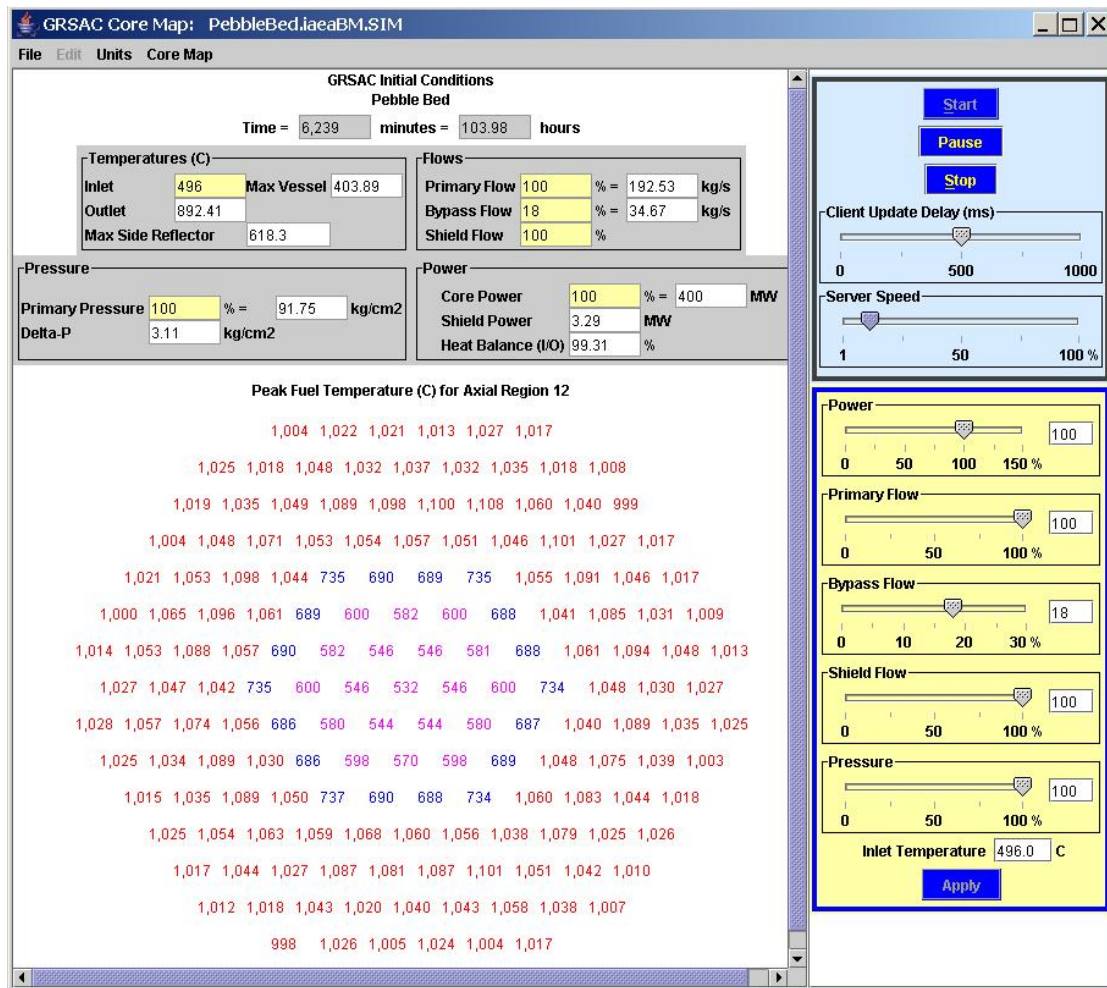 GRSAC Core Map: PebbleBed.iaeaBM.SIM
File Edit Units Core Map
GRSAC Initial Conditions
Pebble Bed
Time = 6,239 minutes = 103.98 hours
Temperatures (C)
Inlet 496 Max Vessel 403.89
Outlet 892.41
Max Side Reflector 618.3
Flows
Primary Flow 100 % = 192.53 kg/s
Bypass Flow 18 % = 34.67 kg/s
Shield Flow 100 %
Pressure
Primary Pressure 100 % = 91.75 kg/cm2
Delta-P 3.11 kg/cm2
Power
Core Power 100 % = 400 MW
Shield Power 3.29 MW
Heat Balance (I/O) 99.31 %
Peak Fuel Temperature (C) for Axial Region 12
1,004 1,022 1,021 1,013 1,027 1,017
1,025 1,018 1,048 1,032 1,037 1,032 1,035 1,018 1,008
1,019 1,035 1,049 1,089 1,098 1,100 1,108 1,060 1,040 999
1,004 1,048 1,071 1,053 1,054 1,057 1,051 1,046 1,101 1,027 1,017
1,021 1,053 1,098 1,044 735 690 689 735 1,055 1,091 1,046 1,017
1,000 1,065 1,096 1,061 689 600 582 600 688 1,041 1,085 1,031 1,009
1,014 1,053 1,088 1,057 690 582 546 546 581 688 1,061 1,094 1,048 1,013
1,027 1,047 1,042 735 600 546 532 546 600 734 1,048 1,030 1,027
1,028 1,057 1,074 1,056 686 580 544 544 580 687 1,040 1,089 1,035 1,025
1,025 1,034 1,089 1,030 686 598 570 598 689 1,048 1,075 1,039 1,003
1,015 1,035 1,089 1,050 737 690 688 734 1,060 1,083 1,044 1,018
1,025 1,054 1,063 1,059 1,068 1,060 1,056 1,038 1,079 1,025 1,026
1,017 1,044 1,027 1,087 1,081 1,087 1,101 1,051 1,042 1,010
1,012 1,018 1,043 1,020 1,040 1,043 1,058 1,038 1,007
998 1,026 1,005 1,024 1,004 1,017
Start
Pause
Stop
Client Update Delay (ms)
0 500 1000
Server Speed
1 50 100 %
Power
100
0 50 100 150 %
Primary Flow
100
0 50 100 %
Bypass Flow
18
0 10 20 30 %
Shield Flow
100
0 50 100 %
Pressure
100
0 50 100 %
Inlet Temperature 496.0 C
Apply